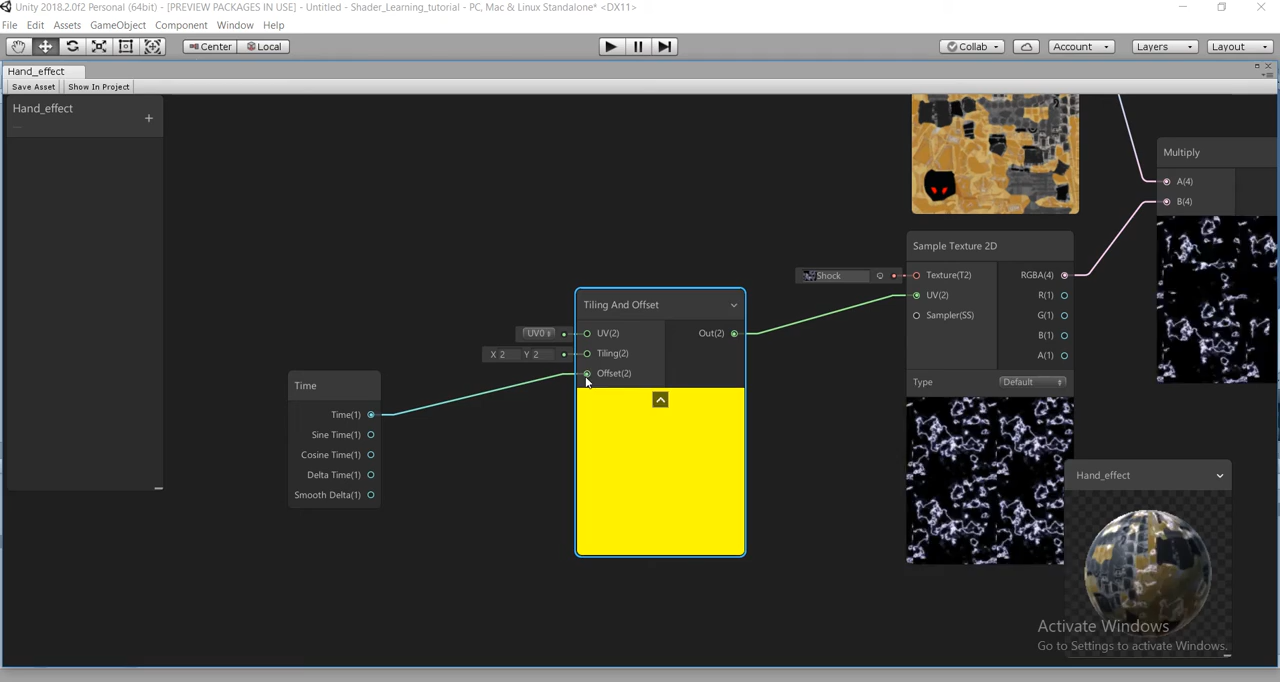 Unity 2018.2.0f2 Personal (64bit) - [PREVIEW PACKAGES IN USE] - Untitled - Shader_Learning_tutorial - PC, Mac & Linux Standalone* <DX11>
File Edit Assets GameObject Component Window Help
Center Local Collab Account Layers Layout
Hand_effect
Save Asset Show In Project
Hand_effect
Multiply
A(4)
B(4)
Sample Texture 2D
Shock Texture(T2) RGBA(4)
UV(2) R(1)
Sampler(SS) G(1)
B(1)
A(1)
Type Default
Tiling And Offset
UV0 UV(2) Out(2)
X 2 Y 2 Tiling(2)
Offset(2)
Time
Time(1)
Sine Time(1)
Cosine Time(1)
Delta Time(1)
Smooth Delta(1)
Hand_effect
Activate Windows
Go to Settings to activate Windows.